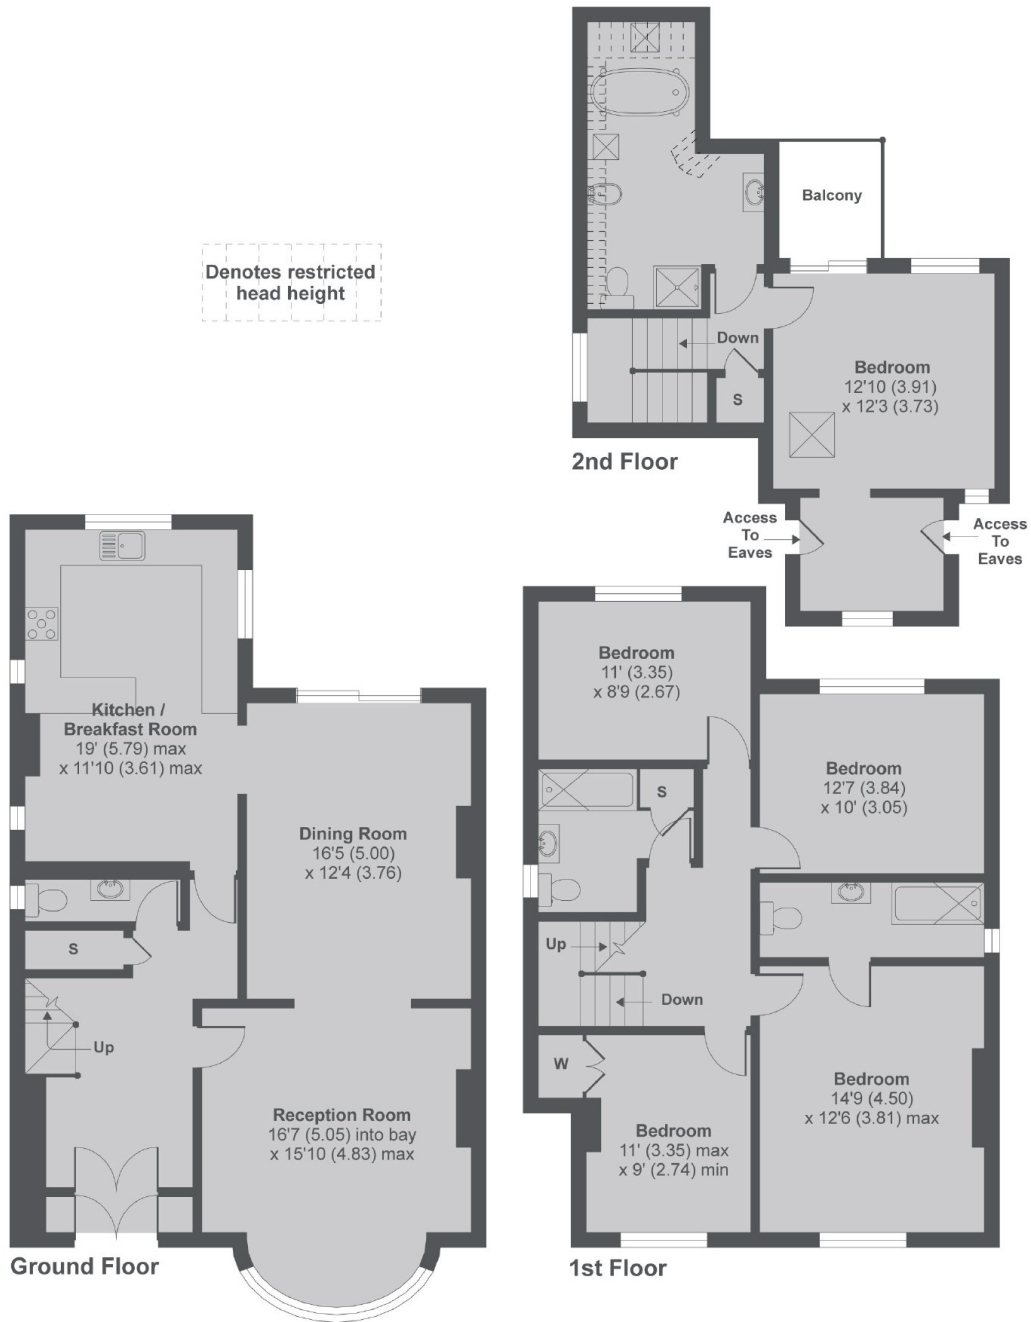 Balcony
Denotes restricted
head height
Down
Bedroom
12'10 (3.91)
x 12'3 (3.73)
S
2nd Floor
Access
To
Eaves
Access
To
Eaves
Kitchen /
Breakfast Room
19' (5.79) max
x 11'10 (3.61) max
Dining Room
16'5 (5.00)
x 12'4 (3.76)
S
Up
Reception Room
16'7 (5.05) into bay
x 15'10 (4.83) max
Ground Floor
Bedroom
11' (3.35)
x 8'9 (2.67)
Bedroom
12'7 (3.84)
x 10' (3.05)
S
Up
Down
W
Bedroom
11' (3.35) max
x 9' (2.74) min
Bedroom
14'9 (4.50)
x 12'6 (3.81) max
1st Floor